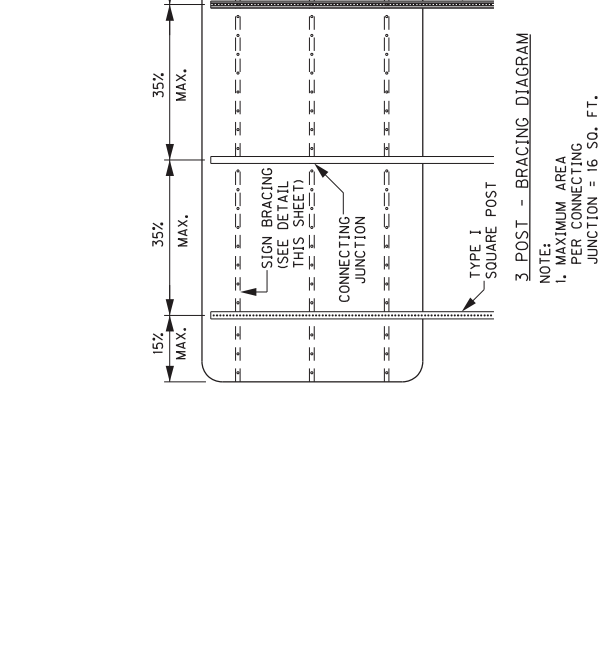 15%
MAX.
35%
MAX.
35%
MAX.
SIGN BRACING
(SEE DETAIL
THIS SHEET)
CONNECTING
JUNCTION
TYPE I
SQUARE POST
3 POST - BRACING DIAGRAM
NOTE:
1. MAXIMUM AREA
PER CONNECTING
JUNCTION = 16 SQ. FT.